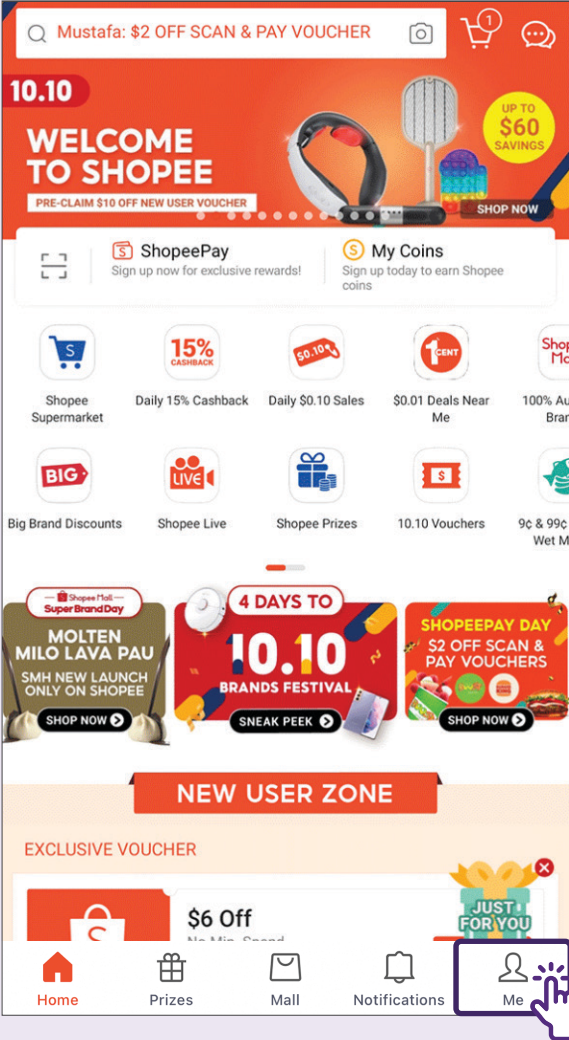 Mustafa: $2 OFF SCAN & PAY VOUCHER
1
10.10
WELCOME
TO SHOPEE
PRE-CLAIM $10 OFF NEW USER VOUCHER
UP TO
$60
SAVINGS
SHOP NOW
ShopeePay
Sign up now for exclusive rewards!
My Coins
Sign up today to earn Shopee
coins
S
15%
CASHBACK
$0.10
1 CENT
Shop
Ma
Shopee
Supermarket
Daily 15% Cashback
Daily $0.10 Sales
$0.01 Deals Near
Me
100% Au
Bran
BIG
LIVE
$
Big Brand Discounts
Shopee Live
Shopee Prizes
10.10 Vouchers
9¢ & 99¢
Wet M
Shopee Mall
Super Brand Day
MOLTEN
MILO LAVA PAU
SMH NEW LAUNCH
ONLY ON SHOPEE
SHOP NOW
4 DAYS TO
10.10
BRANDS FESTIVAL
SNEAK PEEK
SHOPEEPAY DAY
$2 OFF SCAN &
PAY VOUCHERS
SHOP NOW
NEW USER ZONE
EXCLUSIVE VOUCHER
$6 Off
No Min. Spend
JUST
FOR YOU
Home
Prizes
Mall
Notifications
Me